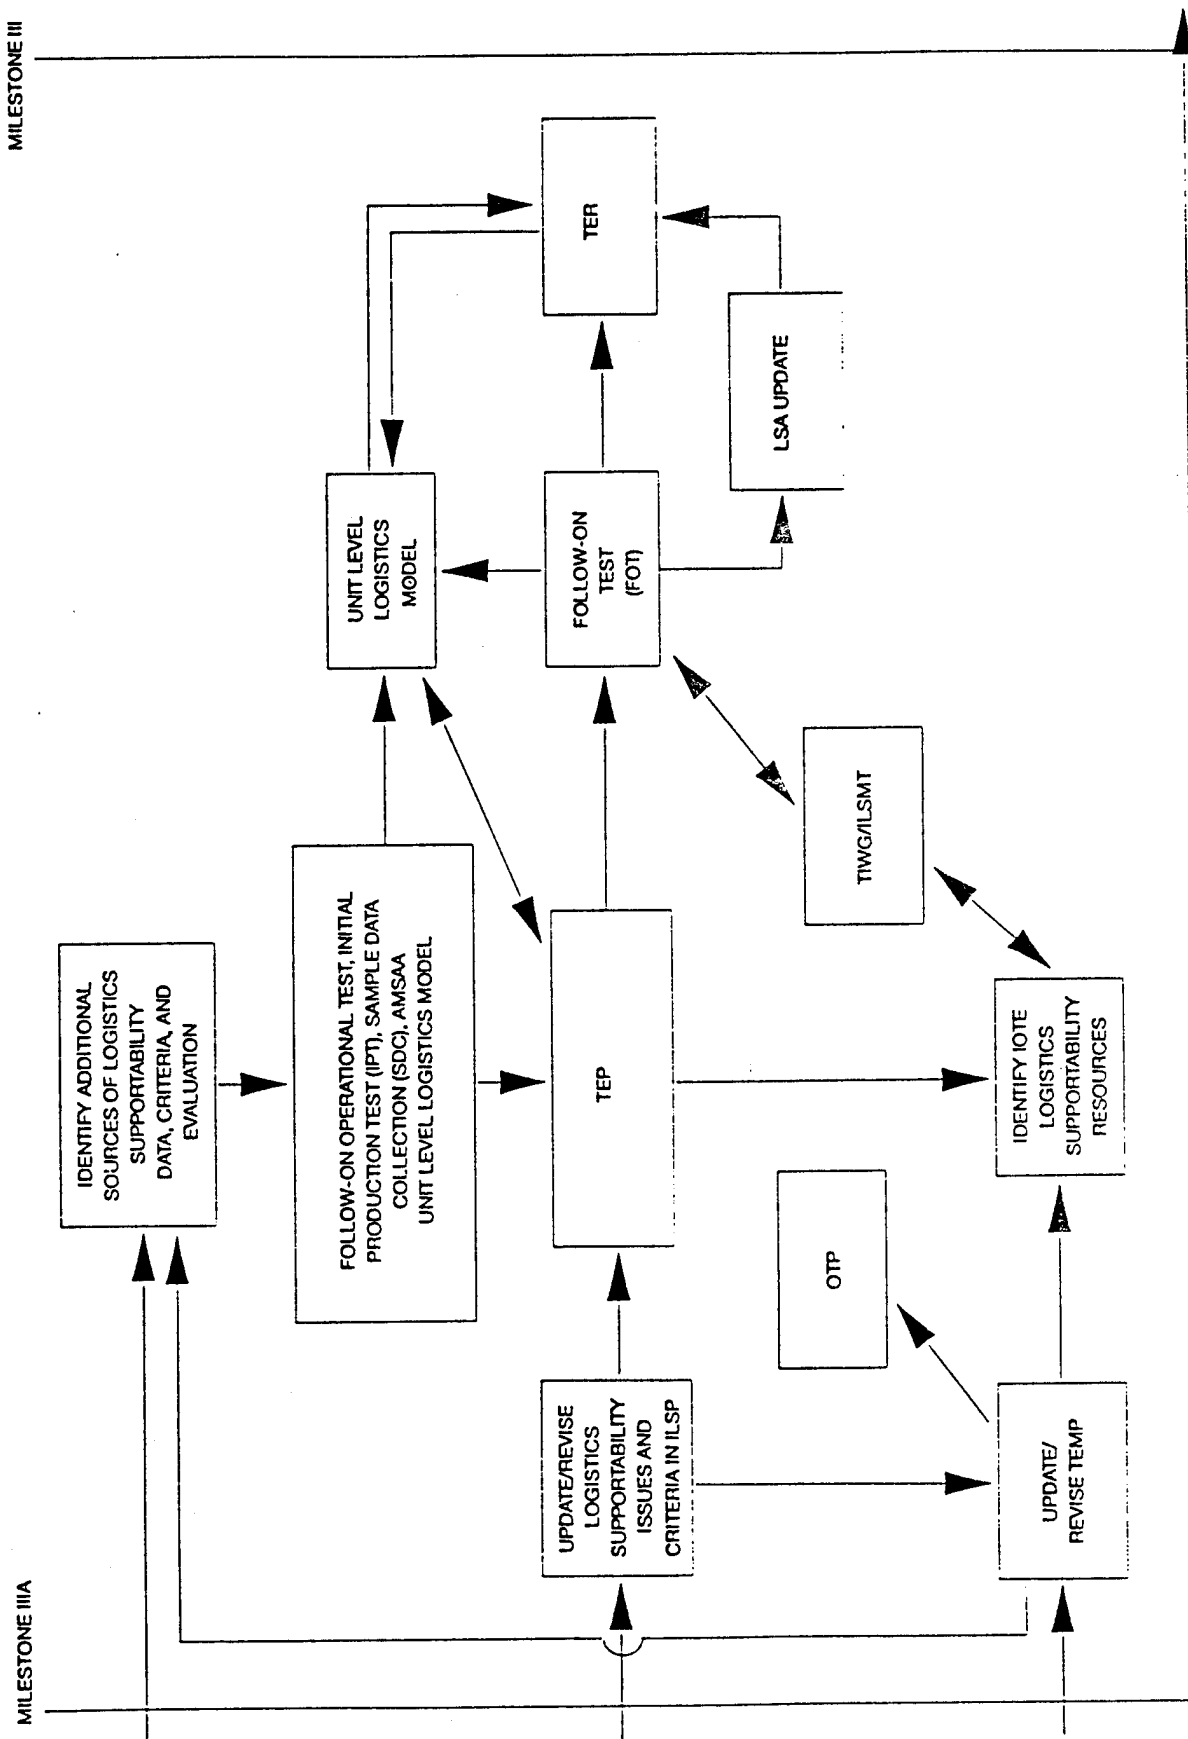 MILESTONE IIIA
MILESTONE III
IDENTIFY ADDITIONAL
SOURCES OF LOGISTICS
SUPPORTABILITY
DATA, CRITERIA, AND
EVALUATION
FOLLOW-ON OPERATIONAL TEST, INITIAL
PRODUCTION TEST (IPT), SAMPLE DATA
COLLECTION (SDC), AMSAA
UNIT LEVEL LOGISTICS MODEL
UNIT LEVEL
LOGISTICS
MODEL
UPDATE/REVISE
LOGISTICS
SUPPORTABILITY
ISSUES AND
CRITERIA IN ILSP
TEP
FOLLOW-ON
TEST
(FOT)
TER
OTP
TIWG/ILSMT
LSA UPDATE
UPDATE/
REVISE TEMP
IDENTIFY IOTE
LOGISTICS
SUPPORTABILITY
RESOURCES